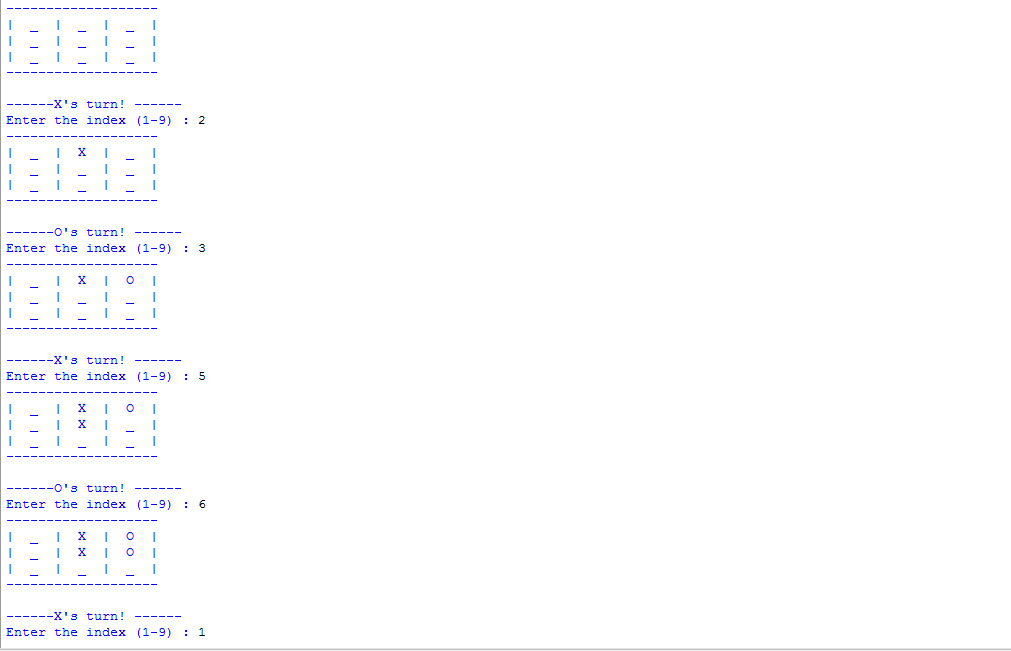 -------------------
|  _  |  _  |  _  |
|  _  |  _  |  _  |
|  _  |  _  |  _  |
-------------------
------X's turn! ------
Enter the index (1-9) : 2
-------------------
|  _  |  X  |  _  |
|  _  |  _  |  _  |
|  _  |  _  |  _  |
-------------------
------O's turn! ------
Enter the index (1-9) : 3
-------------------
|  _  |  X  |  O  |
|  _  |  _  |  _  |
|  _  |  _  |  _  |
-------------------
------X's turn! ------
Enter the index (1-9) : 5
-------------------
|  _  |  X  |  O  |
|  _  |  X  |  _  |
|  _  |  _  |  _  |
-------------------
------O's turn! ------
Enter the index (1-9) : 6
-------------------
|  _  |  X  |  O  |
|  _  |  X  |  O  |
|  _  |  _  |  _  |
-------------------
------X's turn! ------
Enter the index (1-9) : 1